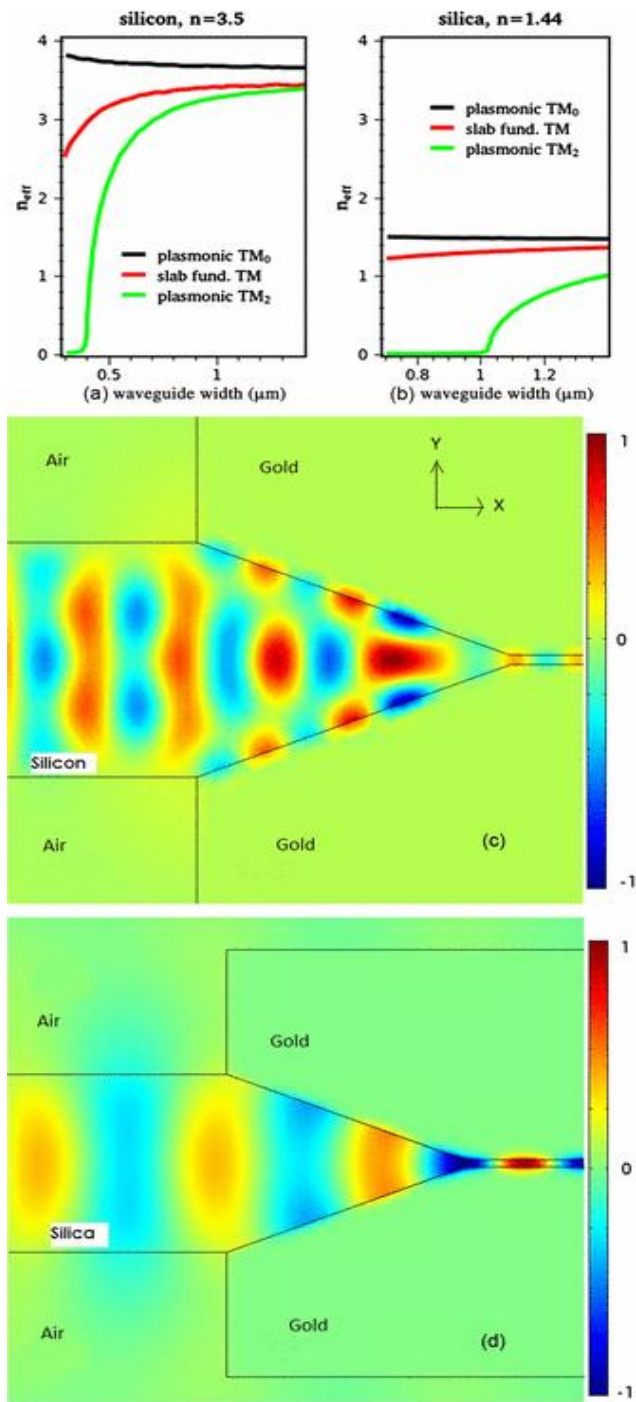 silicon, n=3.5
silica, n=1.44
4
3
2
1
0
n_eff
plasmonic TM₀
slab fund. TM
plasmonic TM₂
0.5
1
(a) waveguide width (μm)
4
3
2
1
0
n_eff
plasmonic TM₀
slab fund. TM
plasmonic TM₂
0.8
1
1.2
(b) waveguide width (μm)
Air
Gold
Y
X
Silicon
Air
Gold
(c)
1
0
-1
Air
Gold
Silica
Air
Gold
(d)
1
0
-1